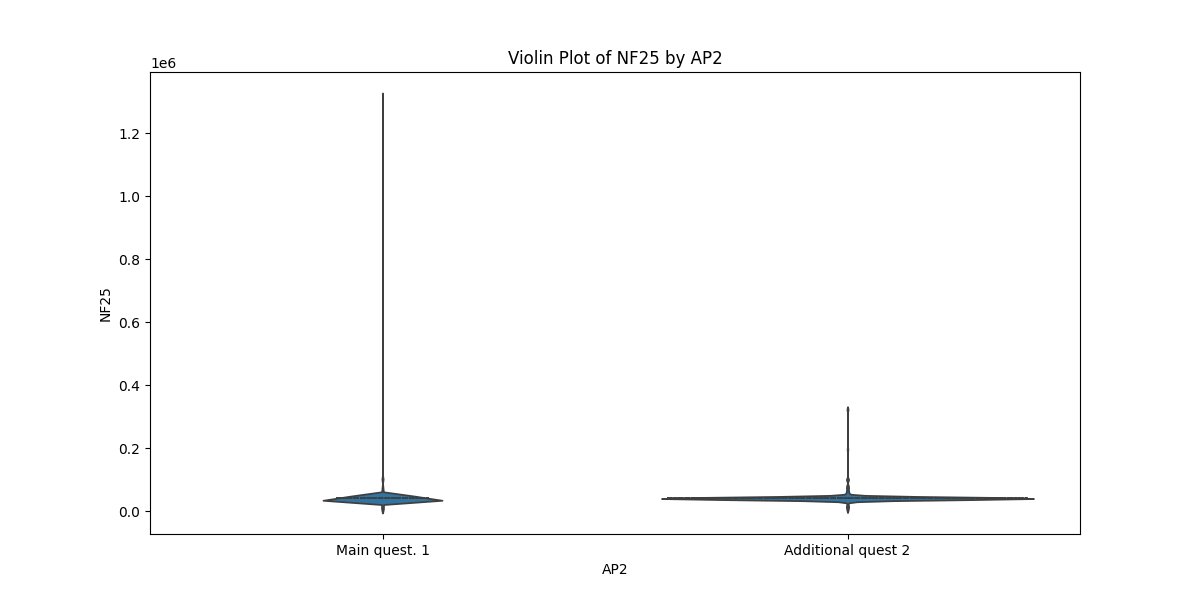 Violin Plot of NF25 by AP2
1e6
1.2
1.0
0.8
0.6
0.4
0.2
0.0
NF25
Main quest. 1
Additional quest 2
AP2